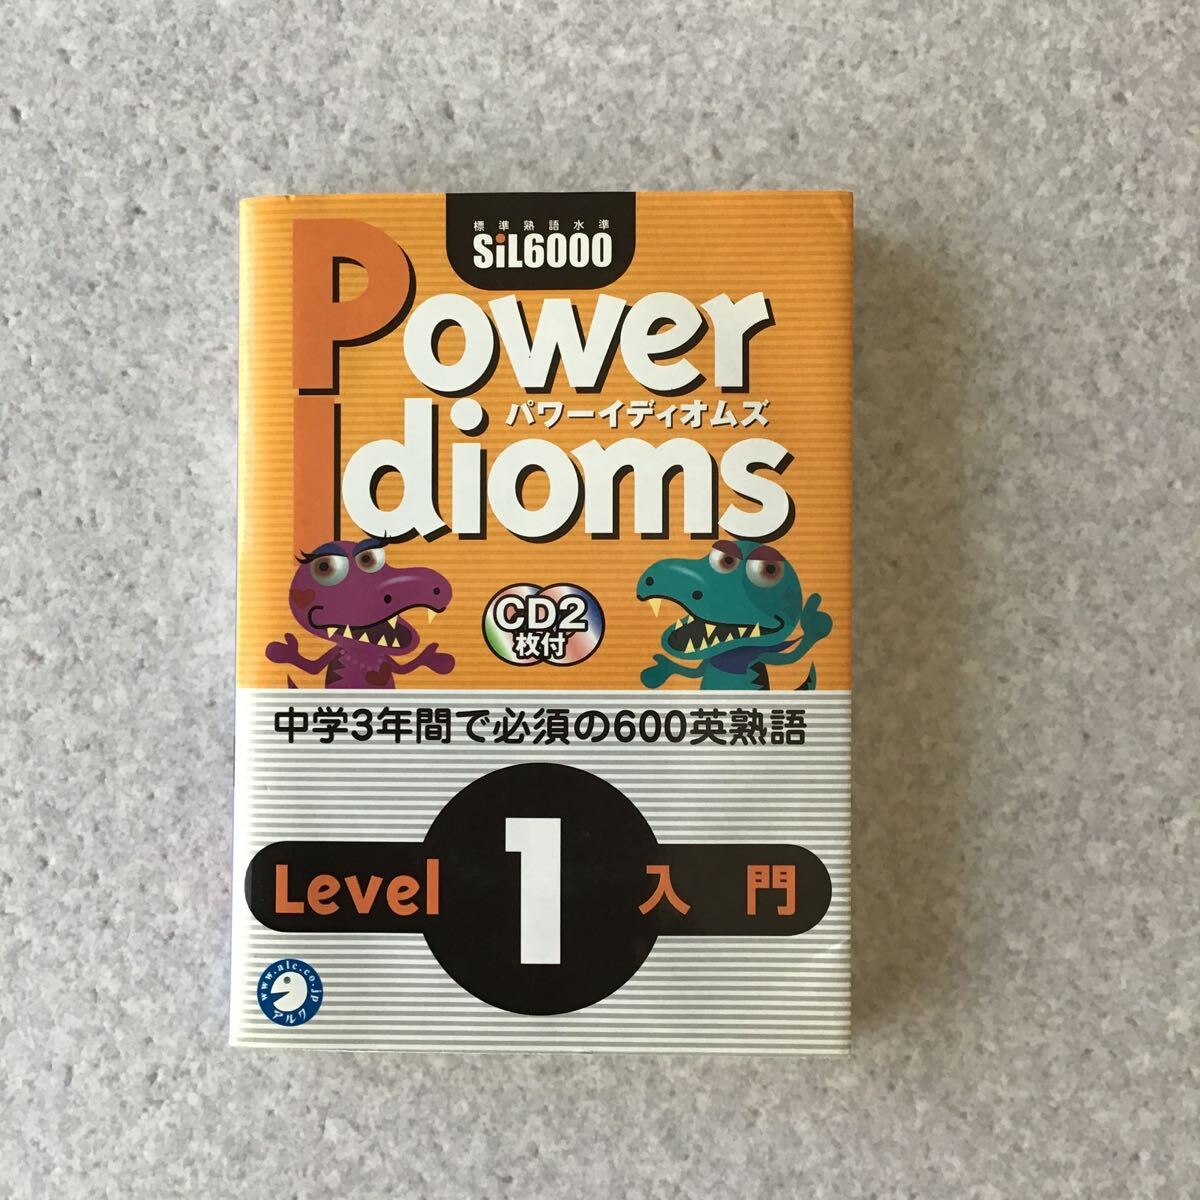 標準熟語水準
SiL6000
Power
パワーイディオムズ
Idioms
CD2
枚付
中学3年間で必須の600英熟語
Level 1 入門
www.alc.co.jp
アルク